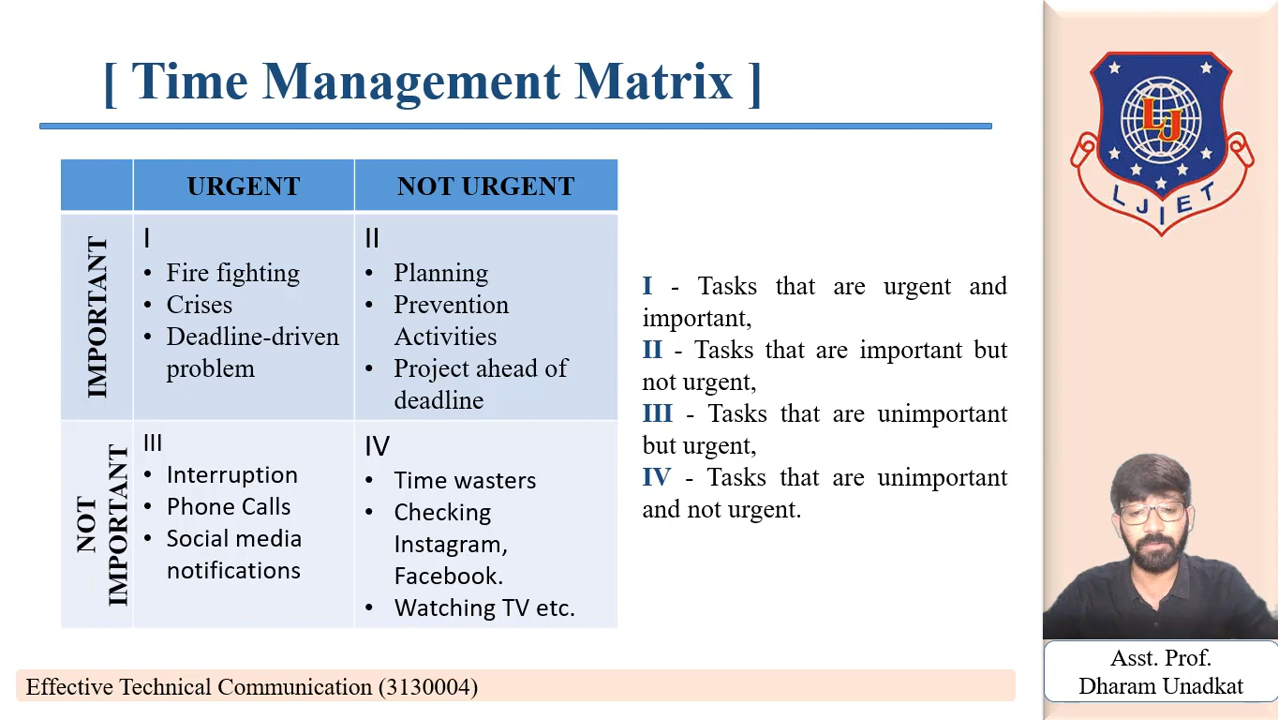 [ Time Management Matrix ]
URGENT
NOT URGENT
IMPORTANT
I
• Fire fighting
• Crises
• Deadline-driven
problem
II
• Planning
• Prevention
Activities
• Project ahead of
deadline
NOT
IMPORTANT
III
• Interruption
• Phone Calls
• Social media
notifications
IV
• Time wasters
• Checking
Instagram,
Facebook.
• Watching TV etc.
I - Tasks that are urgent and
important,
II - Tasks that are important but
not urgent,
III - Tasks that are unimportant
but urgent,
IV - Tasks that are unimportant
and not urgent.
LJ
LJIET
Asst. Prof.
Dharam Unadkat
Effective Technical Communication (3130004)